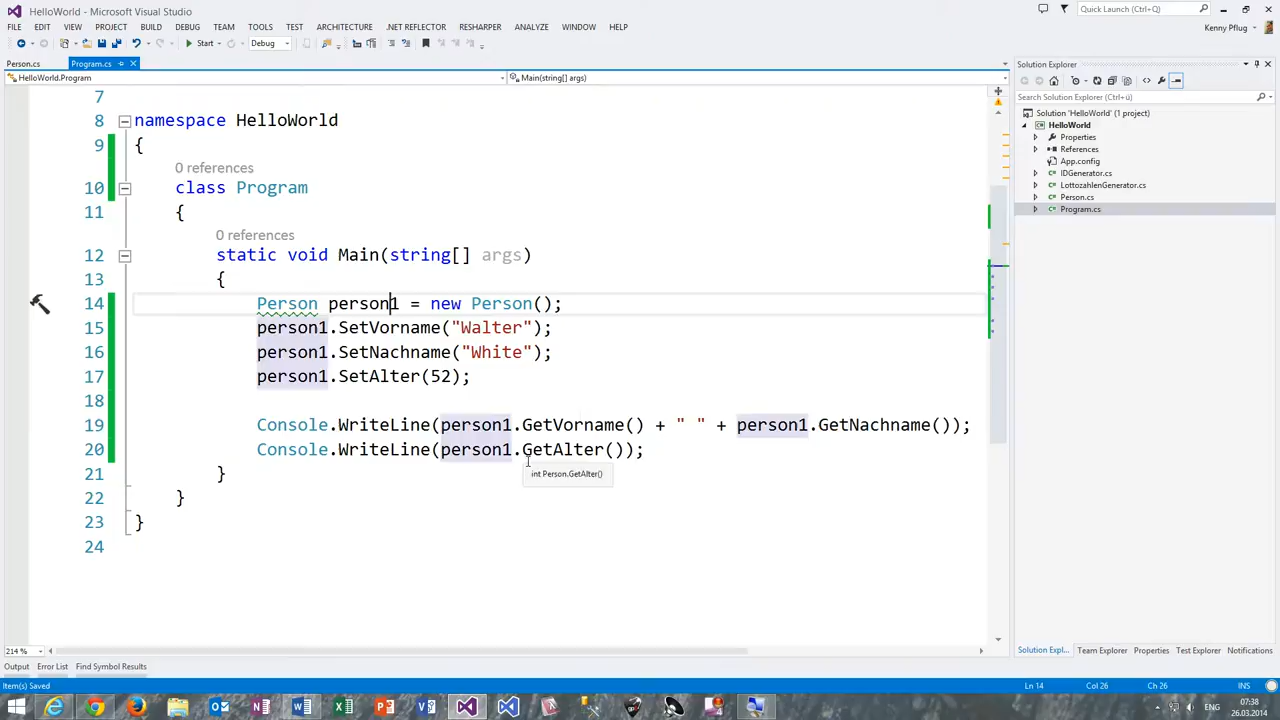 HelloWorld - Microsoft Visual Studio
Quick Launch (Ctrl+Q)
FILE EDIT VIEW PROJECT BUILD DEBUG TEAM TOOLS TEST ARCHITECTURE .NET REFLECTOR RESHARPER ANALYZE WINDOW HELP
Kenny Pflug
Start Debug
Person.cs Program.cs
HelloWorld.Program Main(string[] args)
7
8 namespace HelloWorld
9 {
0 references
10 class Program
11 {
0 references
12 static void Main(string[] args)
13 {
14 Person person1 = new Person();
15 person1.SetVorname("Walter");
16 person1.SetNachname("White");
17 person1.SetAlter(52);
18
19 Console.WriteLine(person1.GetVorname() + " " + person1.GetNachname());
20 Console.WriteLine(person1.GetAlter());
int Person.GetAlter()
21 }
22 }
23 }
24
214 %
Solution Explorer
Search Solution Explorer (Ctrl+ü)
Solution 'HelloWorld' (1 project)
HelloWorld
Properties
References
App.config
IDGenerator.cs
LottozahlenGenerator.cs
Person.cs
Program.cs
Solution Expl... Team Explorer Properties Test Explorer Notifications
Output Error List Find Symbol Results
Item(s) Saved Ln 14 Col 26 Ch 26 INS
ENG 07:38
26.03.2014